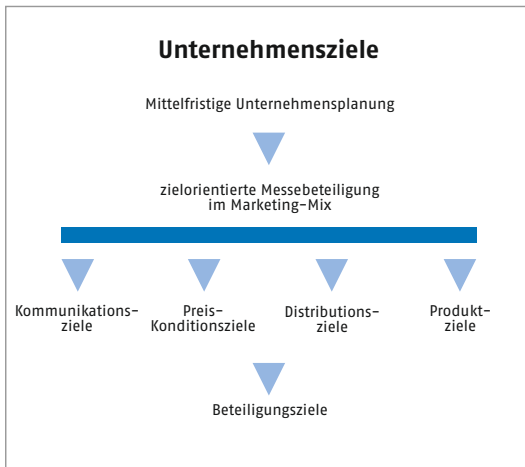 Unternehmensziele
Mittelfristige Unternehmensplanung
zielorientierte Messebeteiligung
im Marketing-Mix
Kommunikations-
ziele
Preis-
Konditionsziele
Distributions-
ziele
Produkt-
ziele
Beteiligungsziele